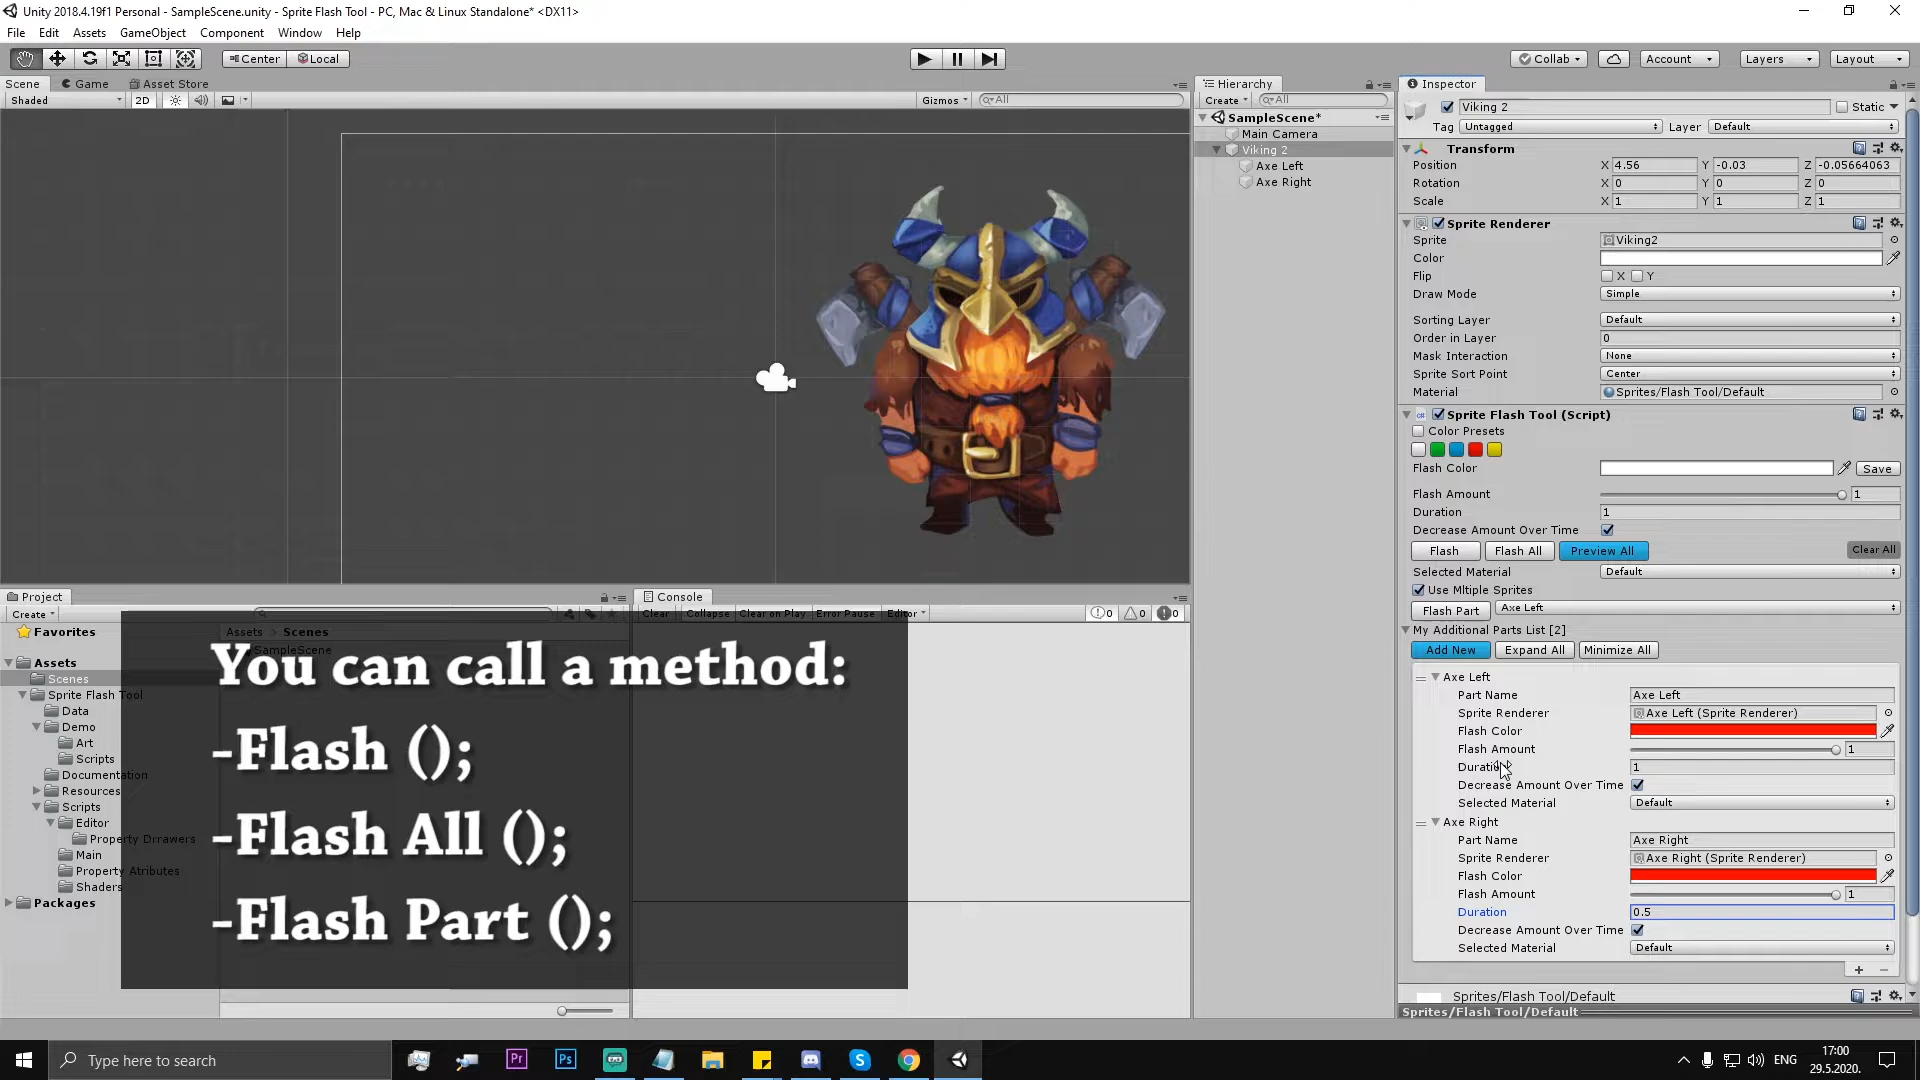 Unity 2018.4.19f1 Personal - SampleScene.unity - Sprite Flash Tool - PC, Mac & Linux Standalone* <DX11>
File Edit Assets GameObject Component Window Help
Center Local
Collab Account Layers Layout
Scene Game Asset Store
Shaded 2D Gizmos All
Hierarchy
Create All
SampleScene*
Main Camera
Viking 2
Axe Left
Axe Right
Inspector
Viking 2 Static
Tag Untagged Layer Default
Transform
Position X 4.56 Y -0.03 Z -0.05664063
Rotation X 0 Y 0 Z 0
Scale X 1 Y 1 Z 1
Sprite Renderer
Sprite Viking2
Color
Flip X Y
Draw Mode Simple
Sorting Layer Default
Order in Layer 0
Mask Interaction None
Sprite Sort Point Center
Material Sprites/Flash Tool/Default
Sprite Flash Tool (Script)
Color Presets
Flash Color Save
Flash Amount 1
Duration 1
Decrease Amount Over Time
Flash Flash All Preview All Clear All
Selected Material Default
Use Mltiple Sprites
Flash Part Axe Left
My Additional Parts List [2]
Add New Expand All Minimize All
Axe Left
Part Name Axe Left
Sprite Renderer Axe Left (Sprite Renderer)
Flash Color
Flash Amount 1
Duration 1
Decrease Amount Over Time
Selected Material Default
Axe Right
Part Name Axe Right
Sprite Renderer Axe Right (Sprite Renderer)
Flash Color
Flash Amount 1
Duration 0.5
Decrease Amount Over Time
Selected Material Default
Sprites/Flash Tool/Default
Sprites/Flash Tool/Default
Project
Create
Favorites
Assets
Scenes
Sprite Flash Tool
Data
Demo
Art
Scripts
Documentation
Resources
Scripts
Editor
Property Drrawers
Main
Property Atributes
Shaders
Packages
Assets Scenes
SampleScene
Console
Clear Collapse Clear on Play Error Pause Editor 0 0 0
You can call a method:
-Flash ();
-Flash All ();
-Flash Part ();
Type here to search
Pr Ps
ENG
17:00
29.5.2020.